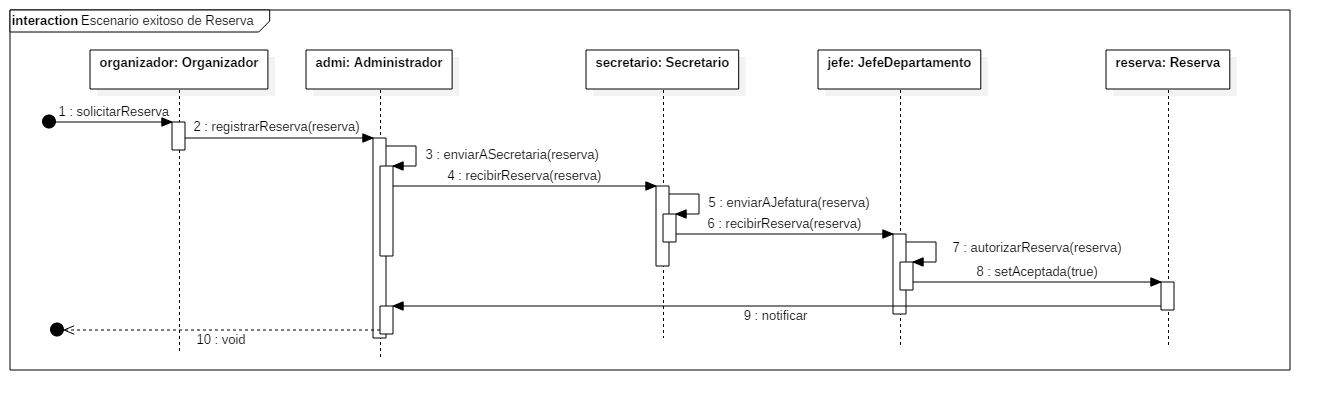 interaction Escenario exitoso de Reserva
organizador: Organizador
admi: Administrador
secretario: Secretario
jefe: JefeDepartamento
reserva: Reserva
1 : solicitarReserva
2 : registrarReserva(reserva)
3 : enviarASecretaria(reserva)
4 : recibirReserva(reserva)
5 : enviarAJefatura(reserva)
6 : recibirReserva(reserva)
7 : autorizarReserva(reserva)
8 : setAceptada(true)
9 : notificar
10 : void